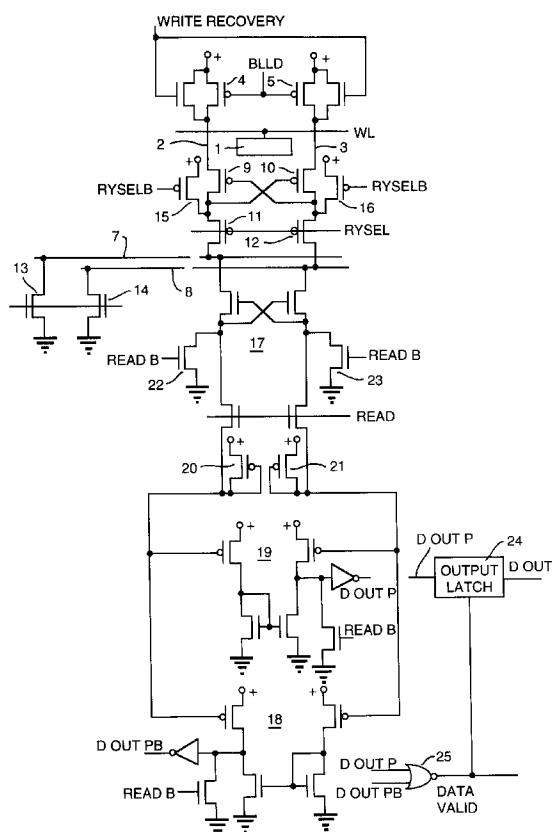 WRITE RECOVERY
+ +
4 BLLD 5
WL
2 1 3
+ 9 10 +
RYSELB RYSELB
15 11 16
RYSEL
12
7
13 14 8
17
READ B READ B
22 23
READ
+ +
20 21
+ + 24
19 D OUT P OUTPUT LATCH D OUT
D OUT P
READ B
+ +
18
D OUT PB 25
D OUT P
D OUT PB
READ B DATA VALID